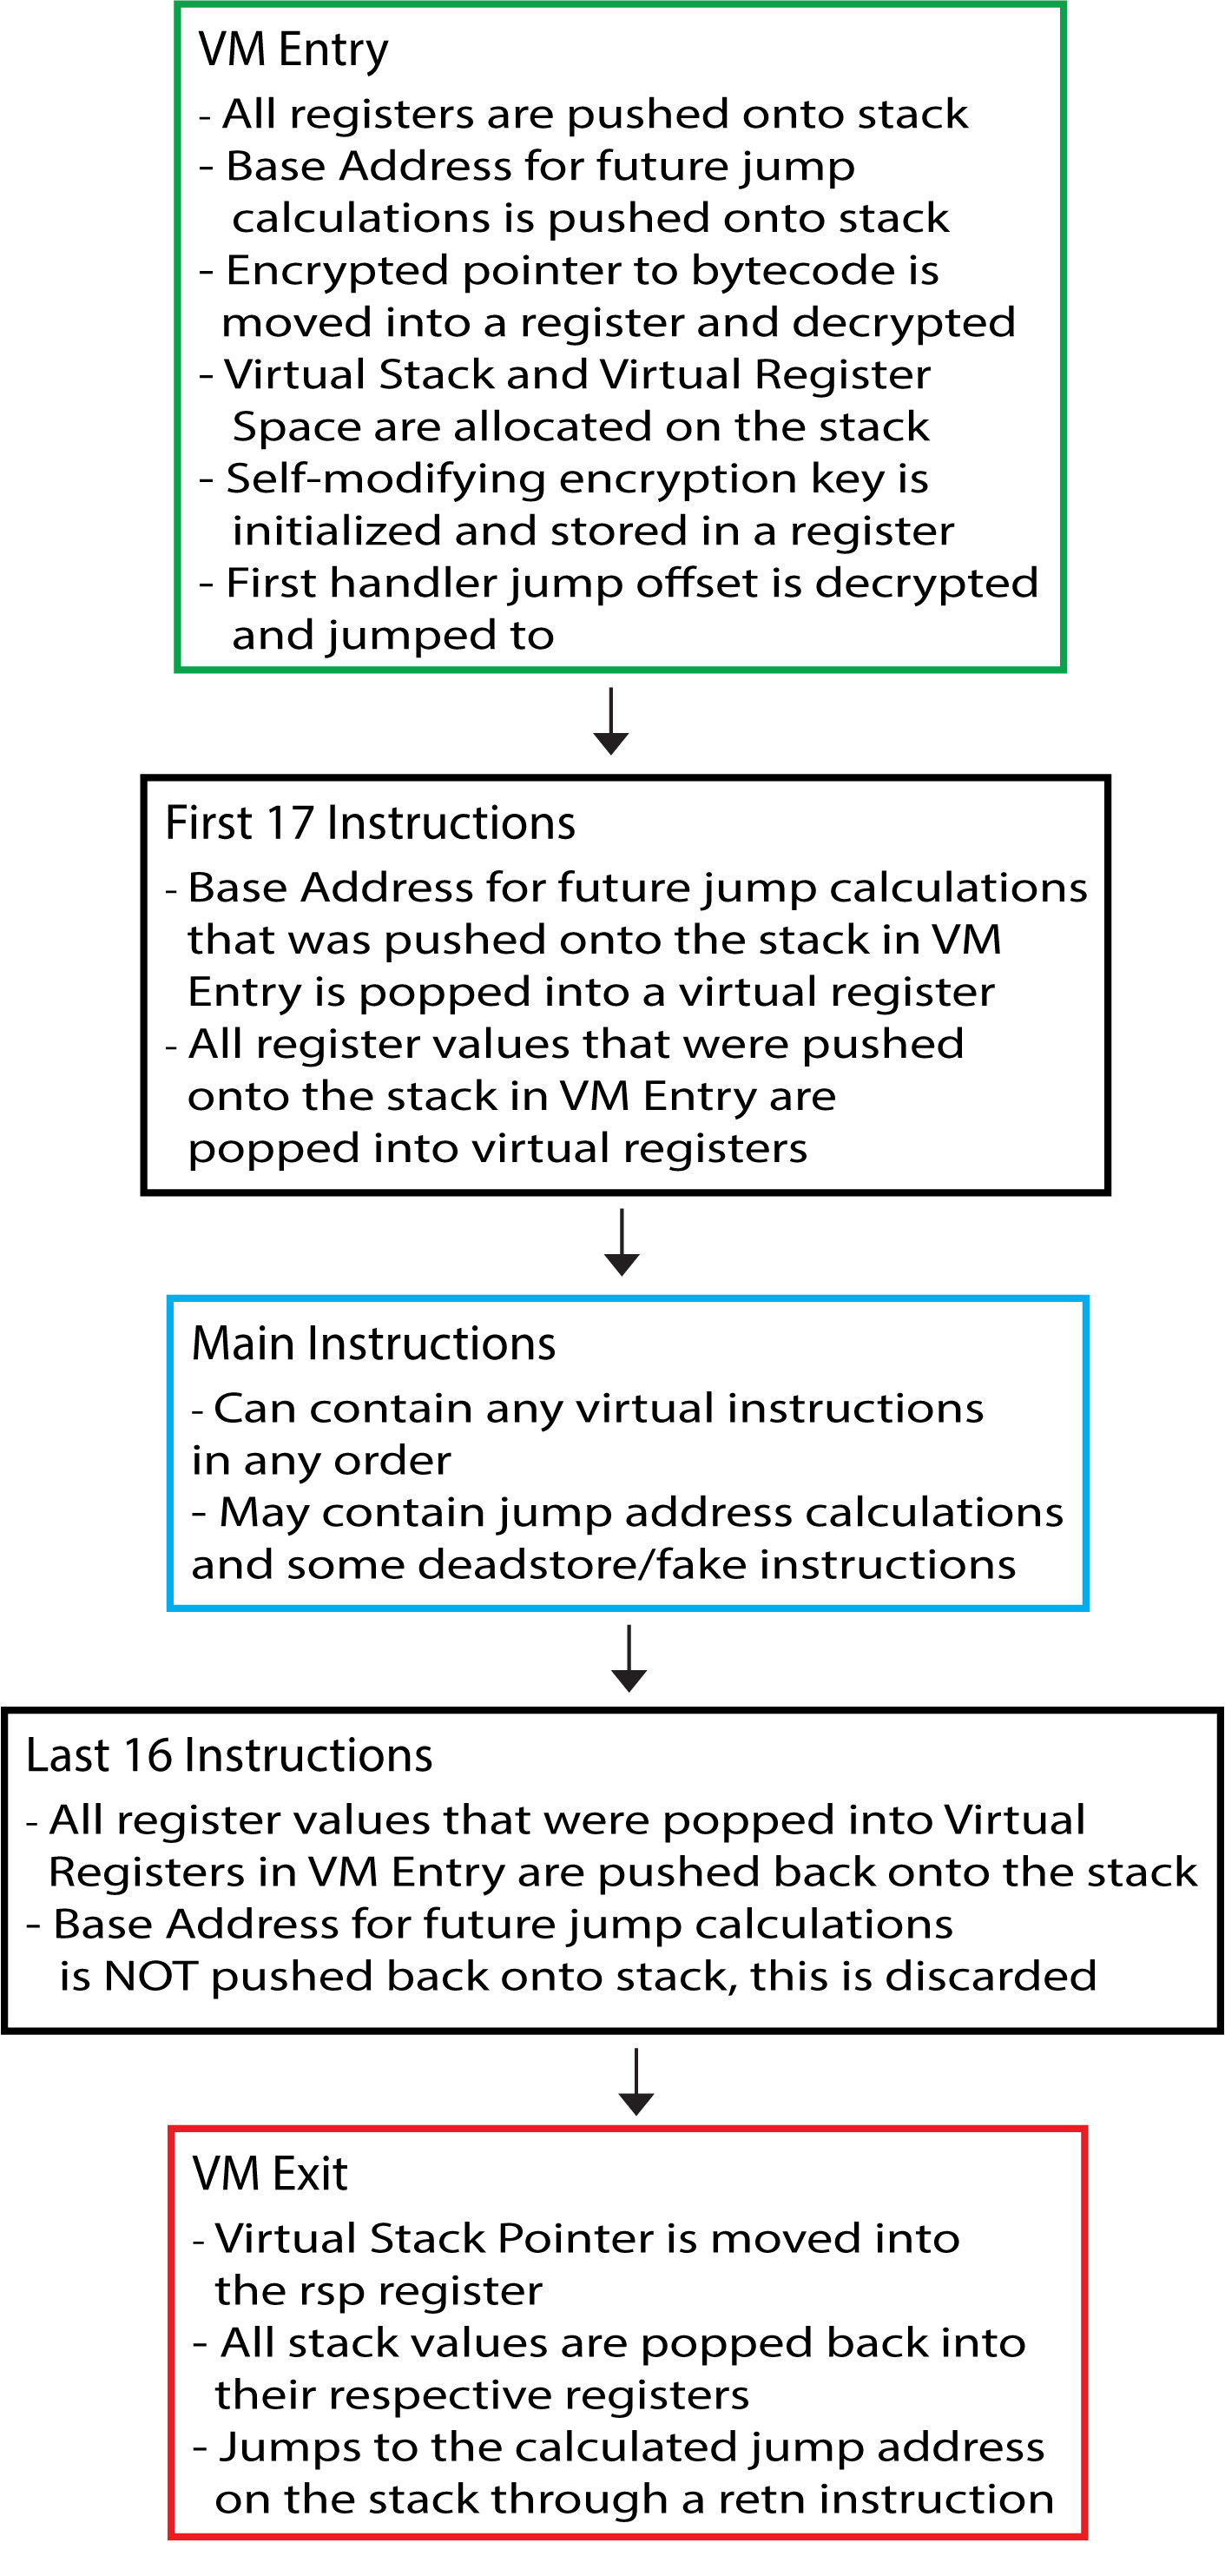 VM Entry
- All registers are pushed onto stack
- Base Address for future jump
calculations is pushed onto stack
- Encrypted pointer to bytecode is
moved into a register and decrypted
- Virtual Stack and Virtual Register
Space are allocated on the stack
- Self-modifying encryption key is
initialized and stored in a register
- First handler jump offset is decrypted
and jumped to
First 17 Instructions
- Base Address for future jump calculations
that was pushed onto the stack in VM
Entry is popped into a virtual register
- All register values that were pushed
onto the stack in VM Entry are
popped into virtual registers
Main Instructions
- Can contain any virtual instructions
in any order
- May contain jump address calculations
and some deadstore/fake instructions
Last 16 Instructions
- All register values that were popped into Virtual
Registers in VM Entry are pushed back onto the stack
- Base Address for future jump calculations
is NOT pushed back onto stack, this is discarded
VM Exit
- Virtual Stack Pointer is moved into
the rsp register
- All stack values are popped back into
their respective registers
- Jumps to the calculated jump address
on the stack through a retn instruction